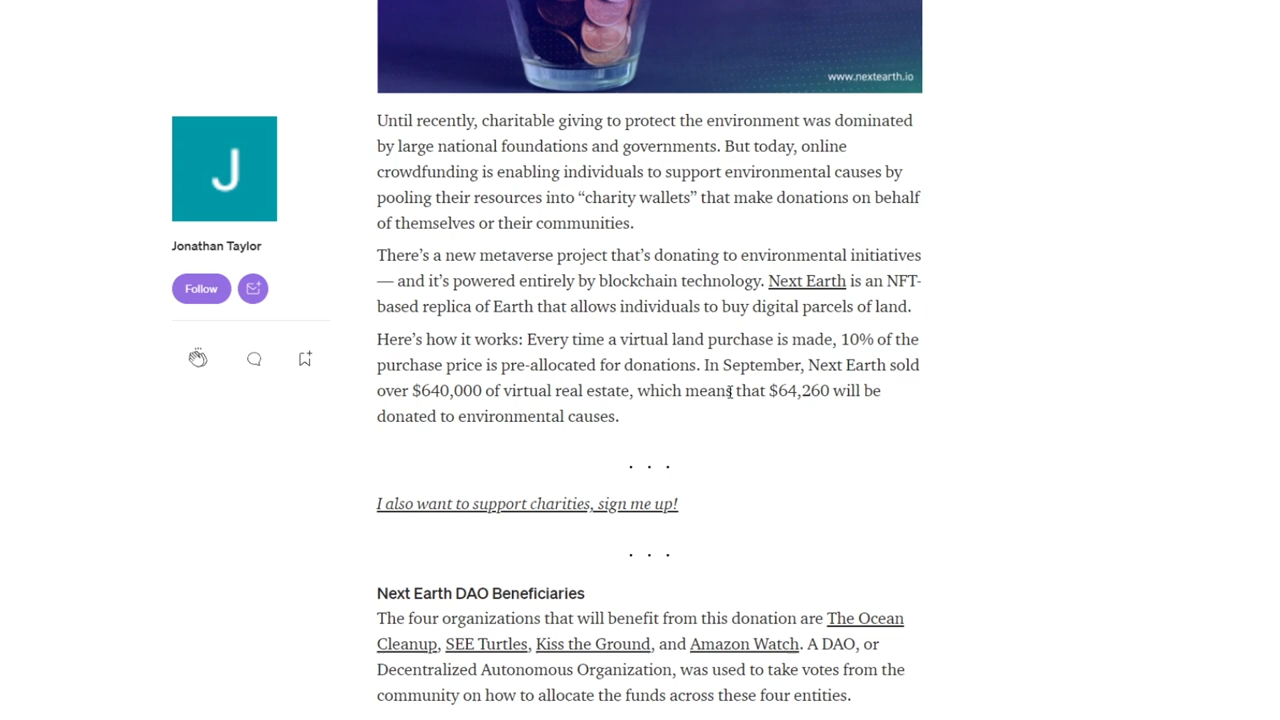 www.nextearth.io
Until recently, charitable giving to protect the environment was dominated
by large national foundations and governments. But today, online
crowdfunding is enabling individuals to support environmental causes by
pooling their resources into “charity wallets” that make donations on behalf
of themselves or their communities.
J
Jonathan Taylor
Follow
There’s a new metaverse project that’s donating to environmental initiatives
— and it’s powered entirely by blockchain technology. Next Earth is an NFT-
based replica of Earth that allows individuals to buy digital parcels of land.
Here’s how it works: Every time a virtual land purchase is made, 10% of the
purchase price is pre-allocated for donations. In September, Next Earth sold
over $640,000 of virtual real estate, which means that $64,260 will be
donated to environmental causes.
. . .
I also want to support charities, sign me up!
. . .
Next Earth DAO Beneficiaries
The four organizations that will benefit from this donation are The Ocean
Cleanup, SEE Turtles, Kiss the Ground, and Amazon Watch. A DAO, or
Decentralized Autonomous Organization, was used to take votes from the
community on how to allocate the funds across these four entities.